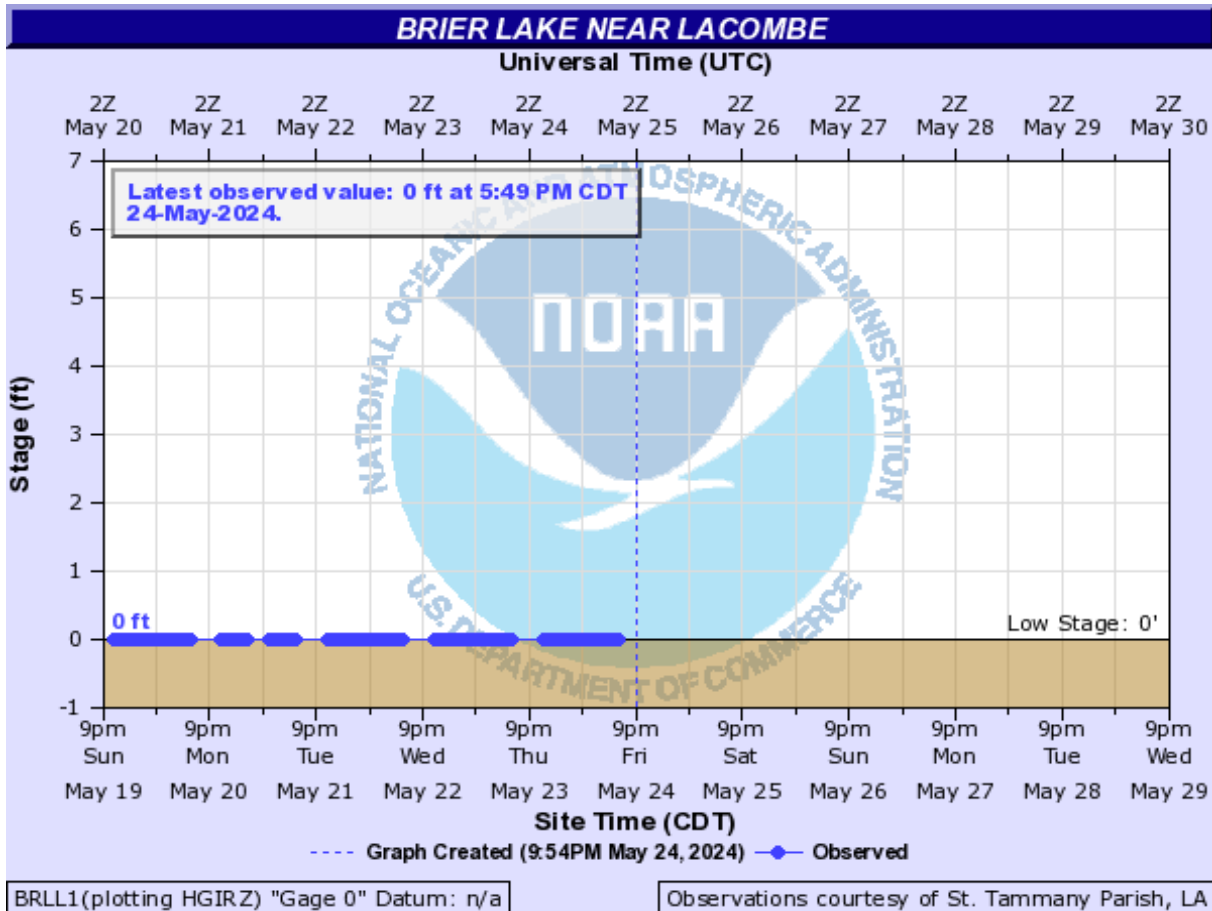 BRIER LAKE NEAR LACOMBE
Universal Time (UTC)
2Z 2Z 2Z 2Z 2Z 2Z 2Z 2Z 2Z 2Z 2Z
May 20 May 21 May 22 May 23 May 24 May 25 May 26 May 27 May 28 May 29 May 30
Latest observed value: 0 ft at 5:49 PM CDT
24-May-2024.
NATIONAL OCEANIC AND ATMOSPHERIC ADMINISTRATION
NOAA
U.S. DEPARTMENT OF COMMERCE
Stage (ft)
7
6
5
4
3
2
1
0
-1
0 ft
Low Stage: 0'
9pm 9pm 9pm 9pm 9pm 9pm 9pm 9pm 9pm 9pm 9pm
Sun Mon Tue Wed Thu Fri Sat Sun Mon Tue Wed
May 19 May 20 May 21 May 22 May 23 May 24 May 25 May 26 May 27 May 28 May 29
Site Time (CDT)
Graph Created (9:54PM May 24, 2024) Observed
BRLL1(plotting HGIRZ) "Gage 0" Datum: n/a
Observations courtesy of St. Tammany Parish, LA